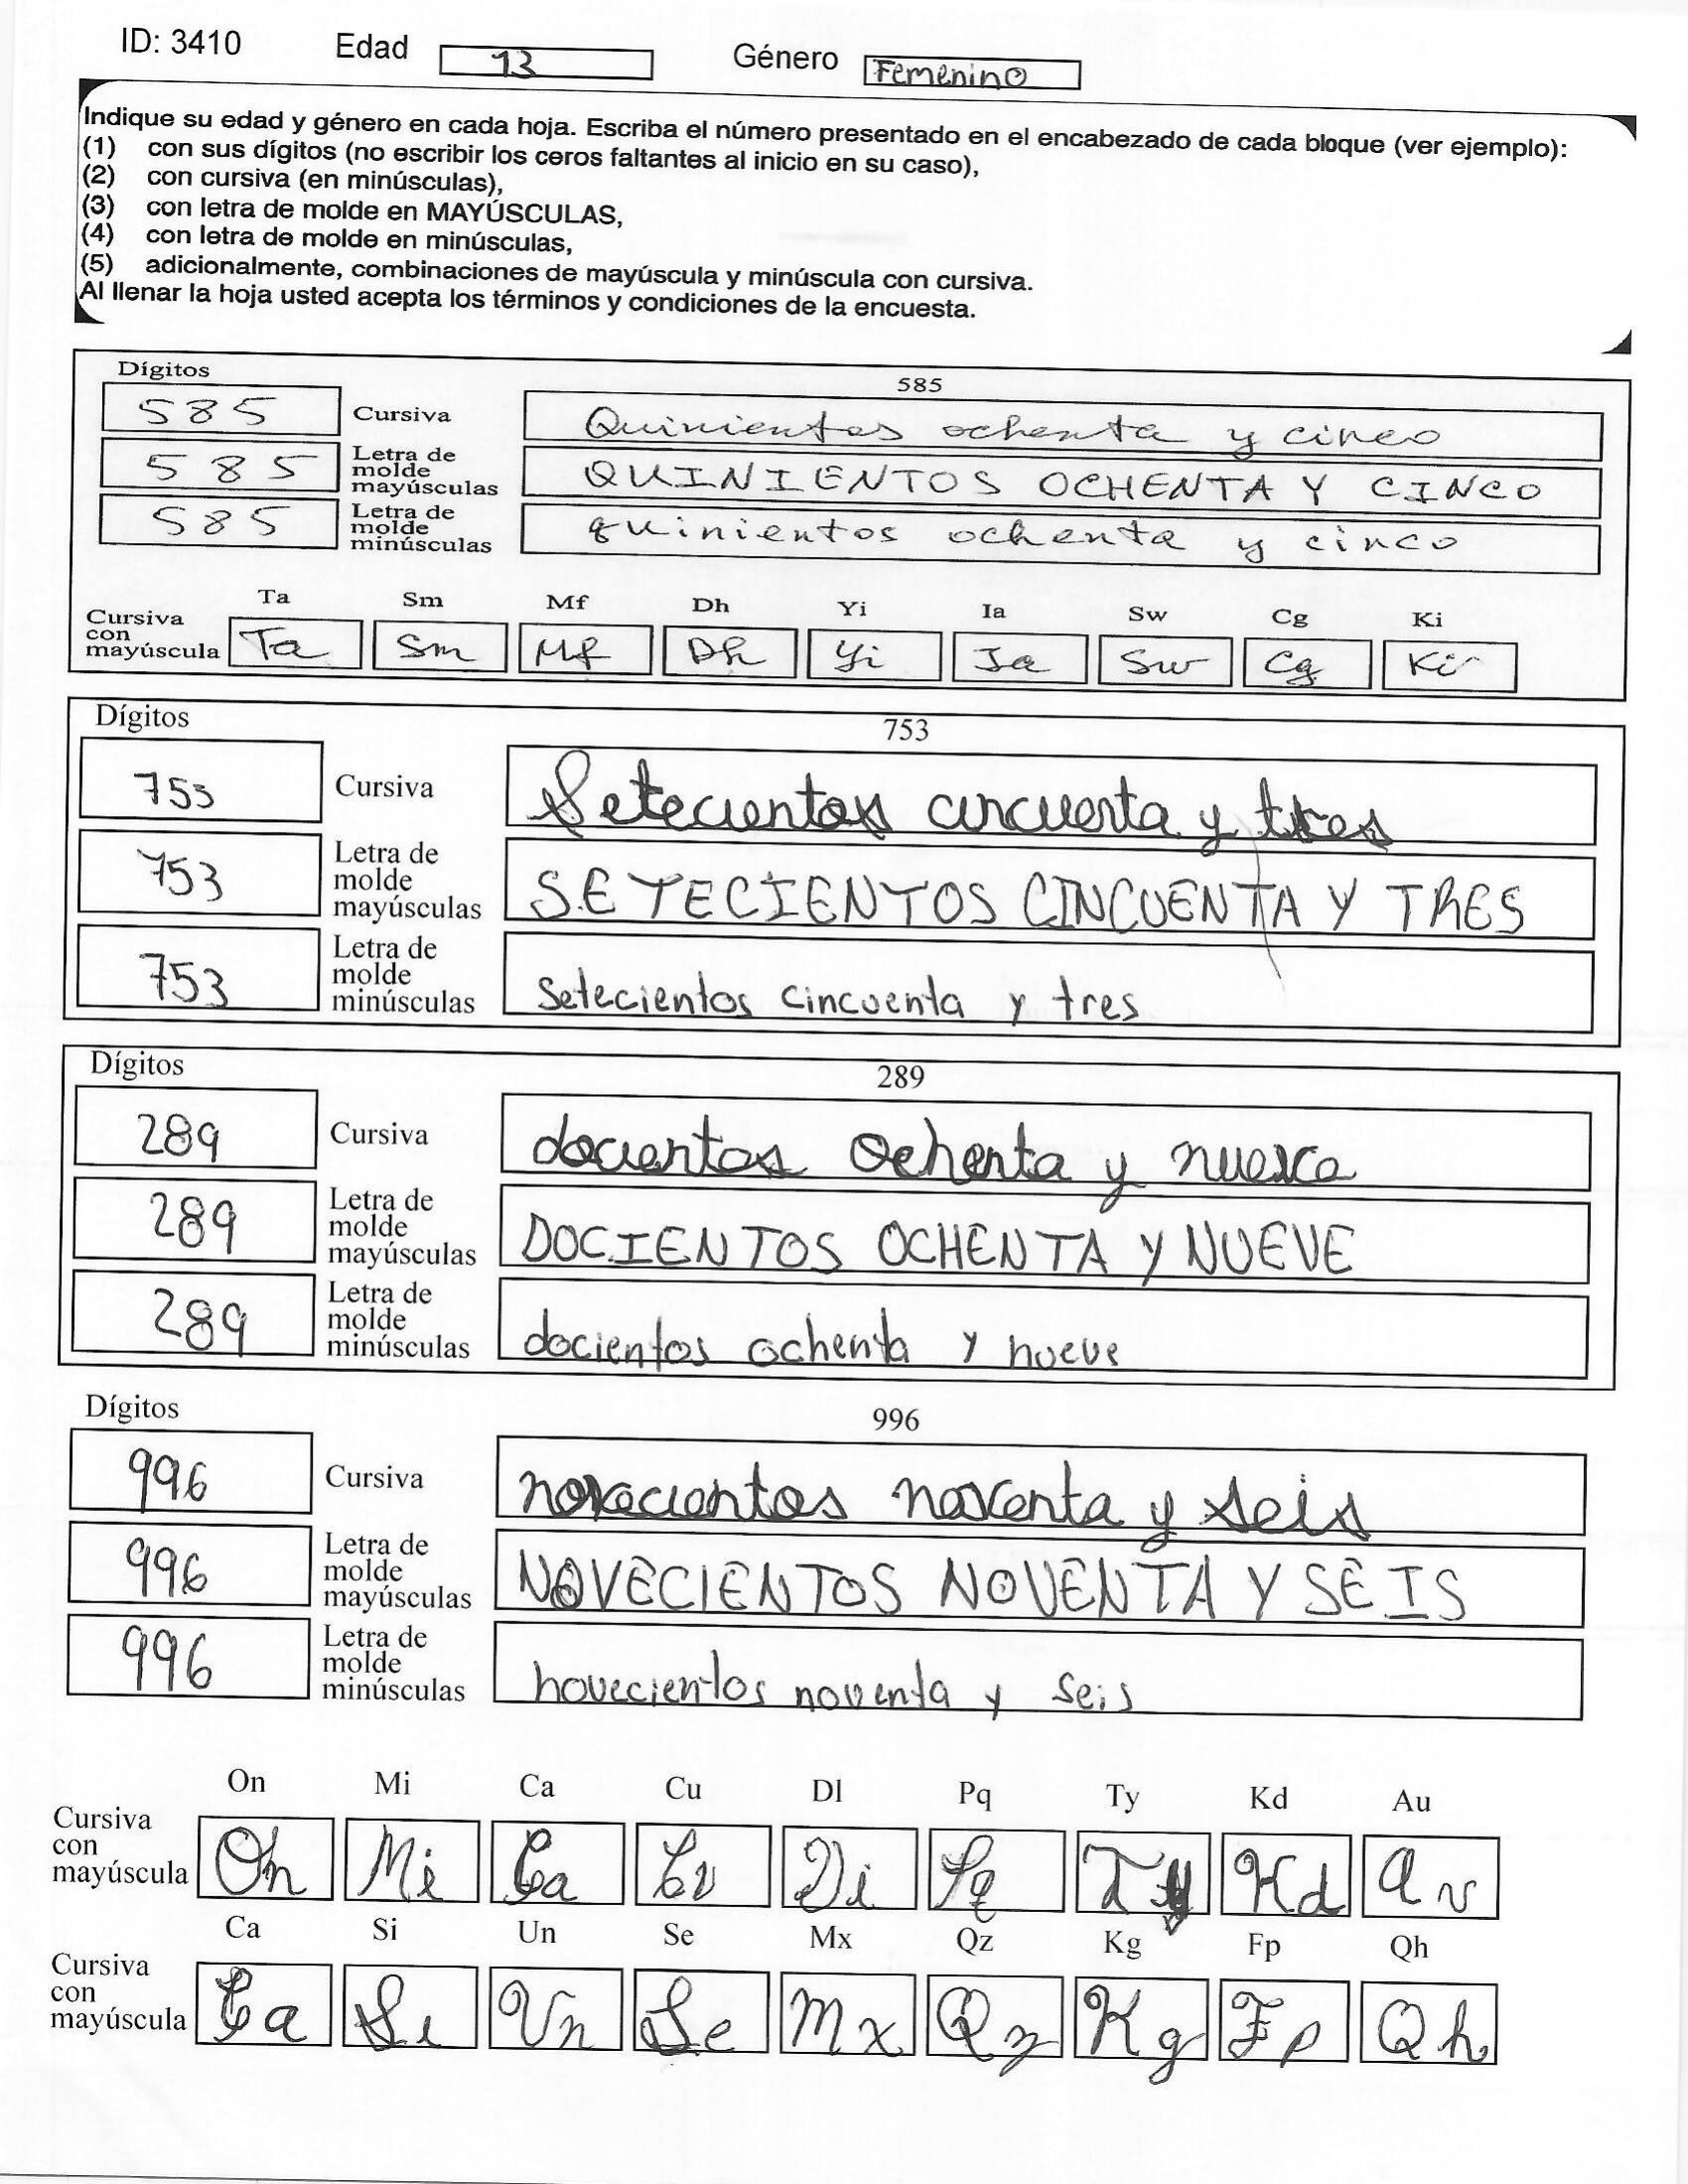 ID: 3410 Edad 13 Género Femenino
Indique su edad y género en cada hoja. Escriba el número presentado en el encabezado de cada bloque (ver ejemplo):
(1) con sus dígitos (no escribir los ceros faltantes al inicio en su caso),
(2) con cursiva (en minúsculas),
(3) con letra de molde en MAYÚSCULAS,
(4) con letra de molde en minúsculas,
(5) adicionalmente, combinaciones de mayúscula y minúscula con cursiva.
Al llenar la hoja usted acepta los términos y condiciones de la encuesta.
Dígitos 585
585 Cursiva Quinientos ochenta y cinco
585 Letra de molde mayúsculas QUINIENTOS OCHENTA Y CINCO
585 Letra de molde minúsculas quinientos ochenta y cinco
Ta Sm Mf Dh Yi Ia Sw Cg Ki
Cursiva con mayúscula Ta Sm Mf Dh Yi Ia Sw Cg Ki
Dígitos 753
753 Cursiva Setecientos cincuenta y tres
753 Letra de molde mayúsculas SETECIENTOS CINCUENTA Y TRES
753 Letra de molde minúsculas setecientos cincuenta y tres
Dígitos 289
289 Cursiva docientos ochenta y nueve
289 Letra de molde mayúsculas DOCIENTOS OCHENTA Y NUEVE
289 Letra de molde minúsculas docientos ochenta y nueve
Dígitos 996
996 Cursiva novecientos noventa y seis
996 Letra de molde mayúsculas NOVECIENTOS NOVENTA Y SEIS
996 Letra de molde minúsculas novecientos noventa y seis
On Mi Ca Cu Dl Pq Ty Kd Au
Cursiva con mayúscula On Mi Ca Cu Di Pq Ty Kd Au
Ca Si Un Se Mx Qz Kg Fp Qh
Cursiva con mayúscula Ca Si Un Se Mx Qz Kg Fp Qh